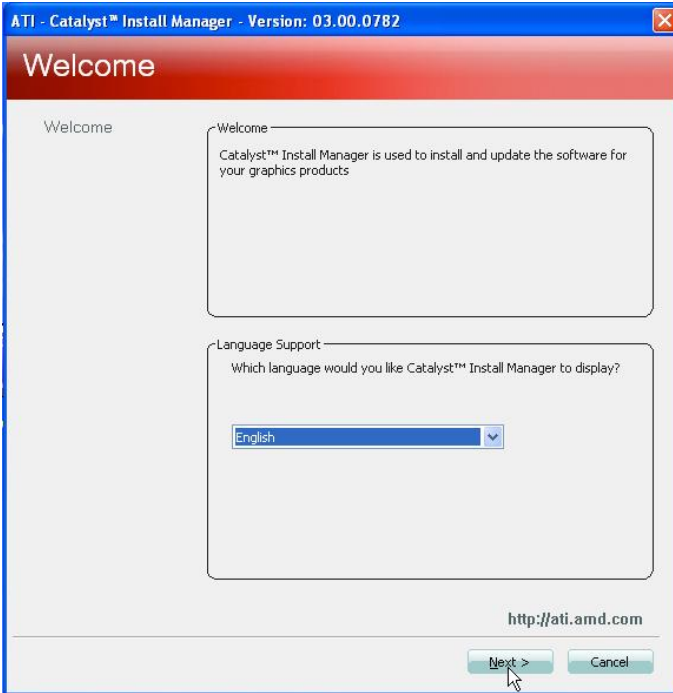 ATI - Catalyst™ Install Manager - Version: 03.00.0782
Welcome
Welcome
Welcome
Catalyst™ Install Manager is used to install and update the software for
your graphics products
Language Support
Which language would you like Catalyst™ Install Manager to display?
English
http://ati.amd.com
Next >
Cancel